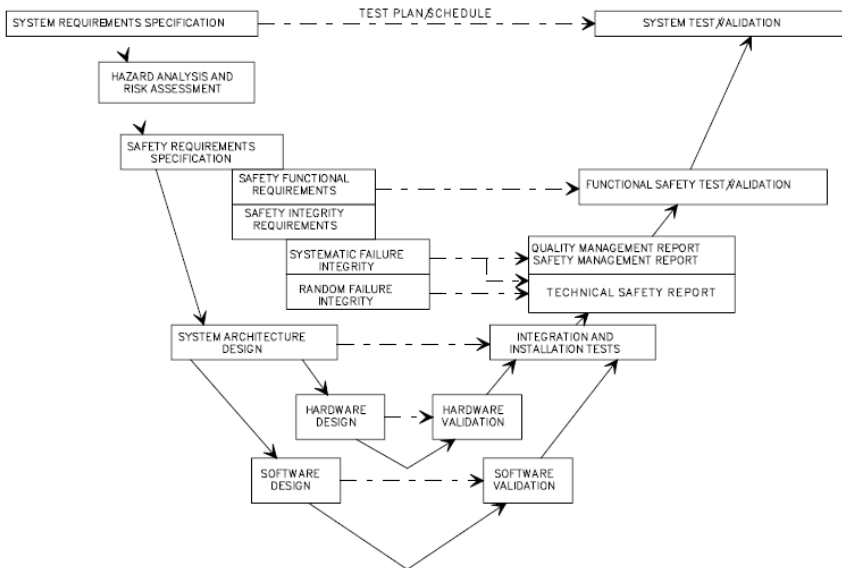 SYSTEM REQUIREMENTS SPECIFICATION
TEST PLAN/SCHEDULE
SYSTEM TEST/VALIDATION
HAZARD ANALYSIS AND
RISK ASSESSMENT
SAFETY REQUIREMENTS
SPECIFICATION
SAFETY FUNCTIONAL
REQUIREMENTS
FUNCTIONAL SAFETY TEST/VALIDATION
SAFETY INTEGRITY
REQUIREMENTS
SYSTEMATIC FAILURE
INTEGRITY
QUALITY MANAGEMENT REPORT
SAFETY MANAGEMENT REPORT
RANDOM FAILURE
INTEGRITY
TECHNICAL SAFETY REPORT
SYSTEM ARCHITECTURE
DESIGN
INTEGRATION AND
INSTALLATION TESTS
HARDWARE
DESIGN
HARDWARE
VALIDATION
SOFTWARE
DESIGN
SOFTWARE
VALIDATION